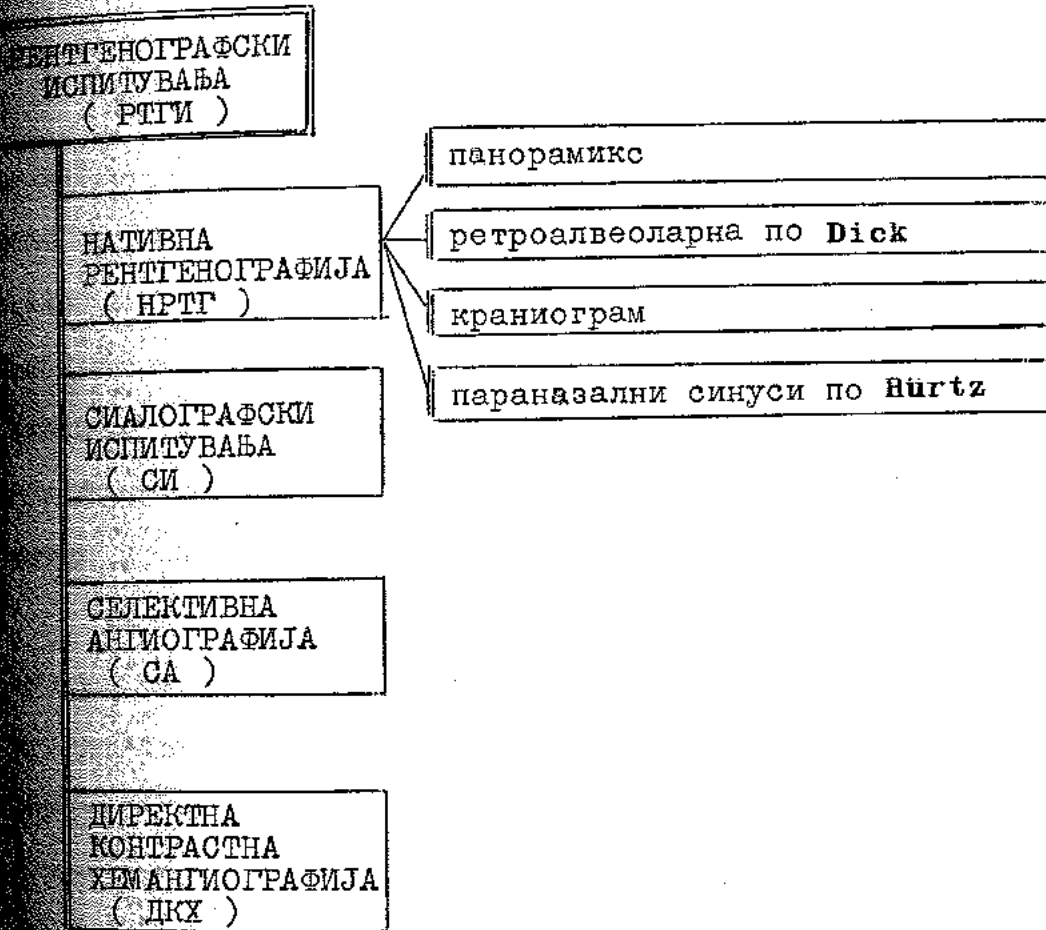 РЕНТГЕНОГРАФСКИ
ИСПИТУВАЊА
( РТГИ )
панорамикс
НАТИВНА
РЕНТГЕНОГРАФИЈА
( НРТГ )
ретроалвеоларна по Dick
краниограм
параназални синуси по Hürtz
СИАЛОГРАФСКИ
ИСПИТУВАЊА
( СИ )
СЕЛЕКТИВНА
АНГИОГРАФИЈА
( СА )
ДИРЕКТНА
КОНТРАСТНА
ХЕМАНГИОГРАФИЈА
( ДКХ )